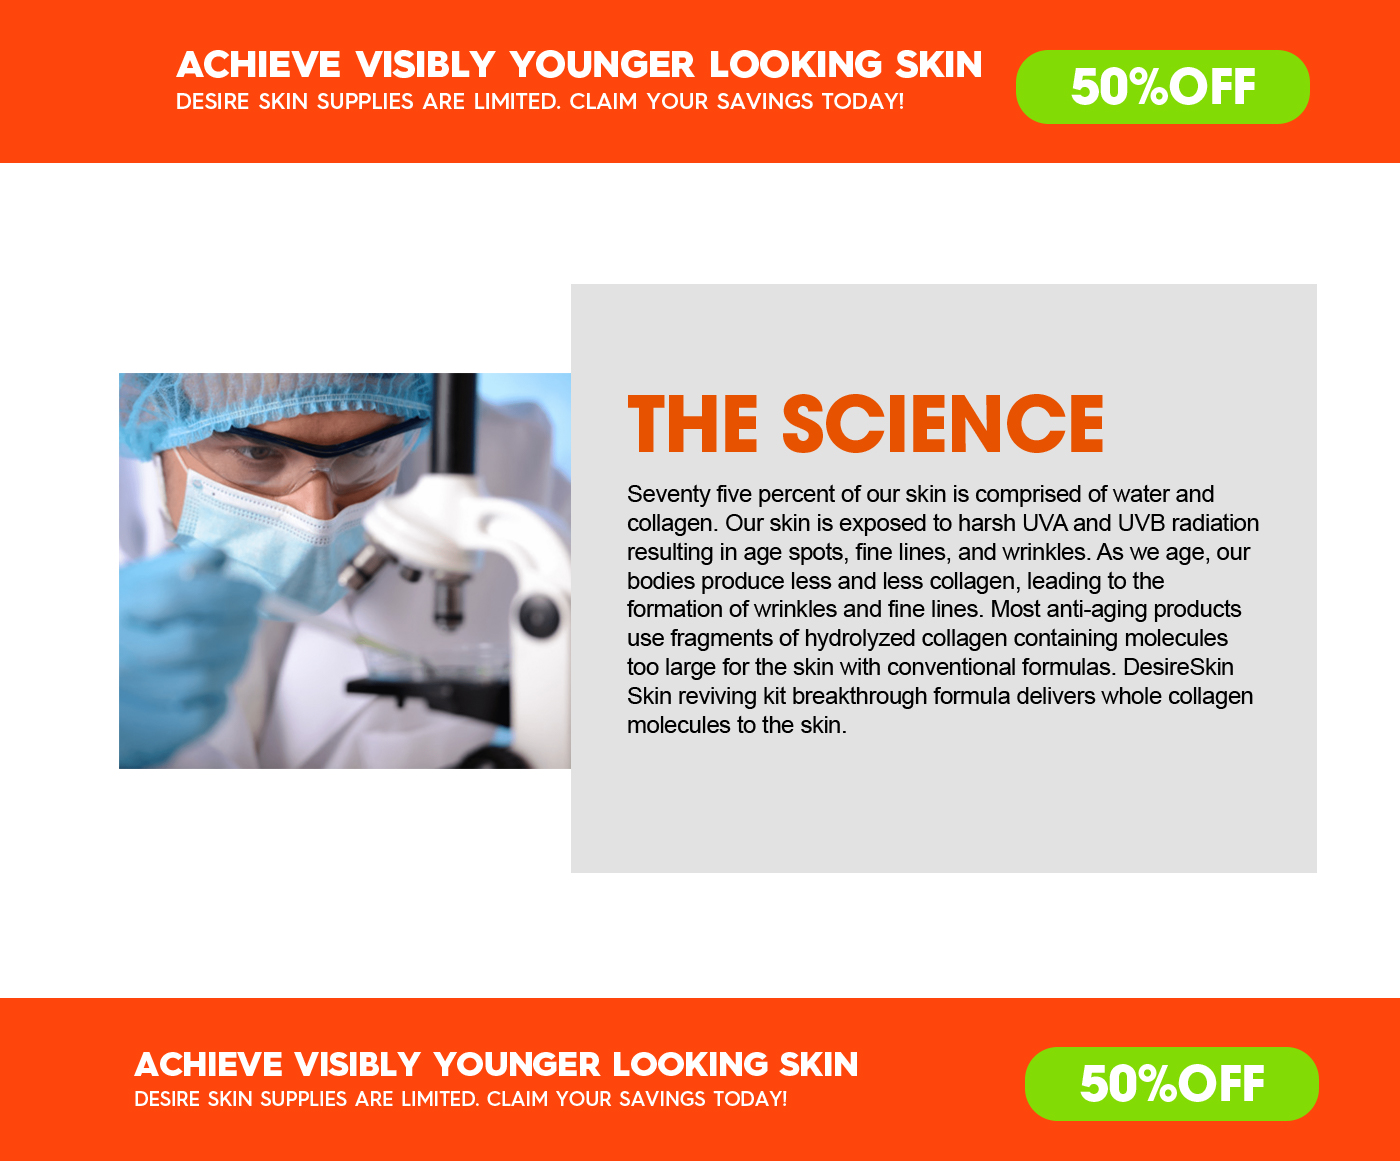 ACHIEVE VISIBLY YOUNGER LOOKING SKIN
DESIRE SKIN SUPPLIES ARE LIMITED. CLAIM YOUR SAVINGS TODAY!
50%OFF
THE SCIENCE
Seventy five percent of our skin is comprised of water and
collagen. Our skin is exposed to harsh UVA and UVB radiation
resulting in age spots, fine lines, and wrinkles. As we age, our
bodies produce less and less collagen, leading to the
formation of wrinkles and fine lines. Most anti-aging products
use fragments of hydrolyzed collagen containing molecules
too large for the skin with conventional formulas. DesireSkin
Skin reviving kit breakthrough formula delivers whole collagen
molecules to the skin.
ACHIEVE VISIBLY YOUNGER LOOKING SKIN
DESIRE SKIN SUPPLIES ARE LIMITED. CLAIM YOUR SAVINGS TODAY!
50%OFF